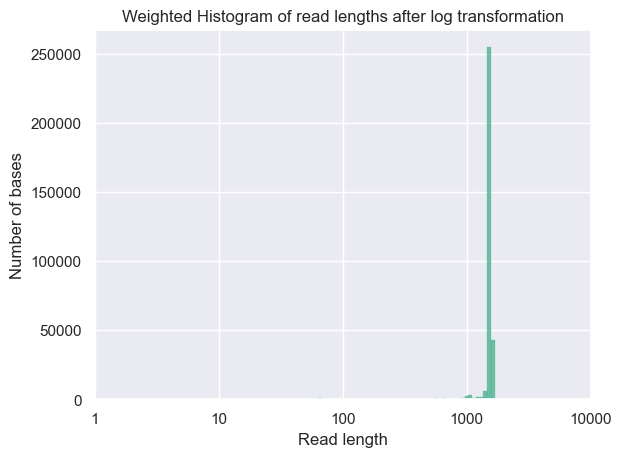 Weighted Histogram of read lengths after log transformation
250000
200000
150000
100000
50000
0
Number of bases
1 10 100 1000 10000
Read length